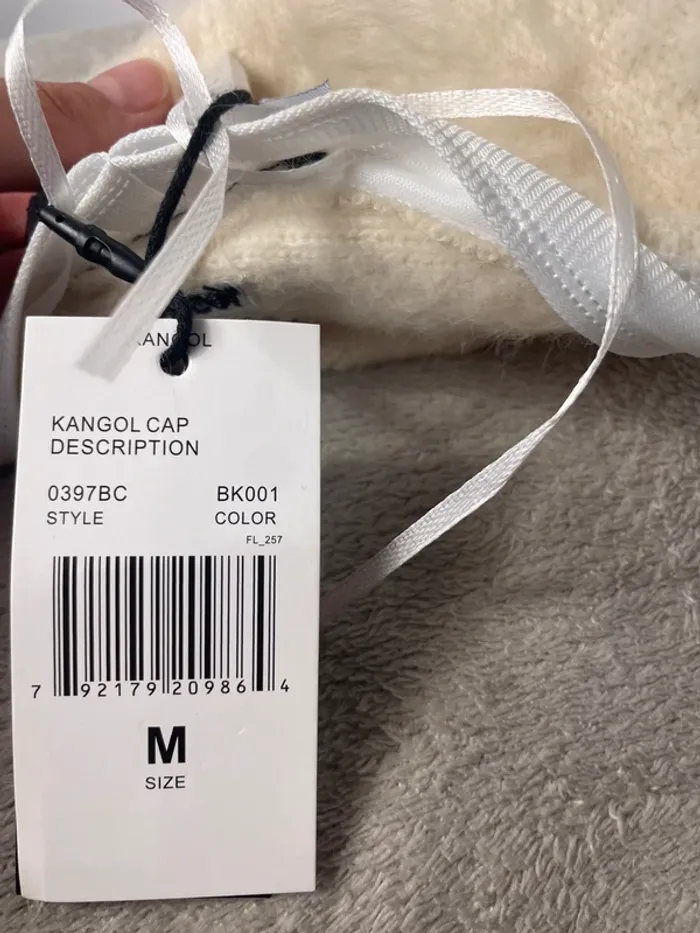 KANGOL
KANGOL CAP
DESCRIPTION
0397BC BK001
STYLE COLOR
FL_257
7 92179 20986 4
M
SIZE